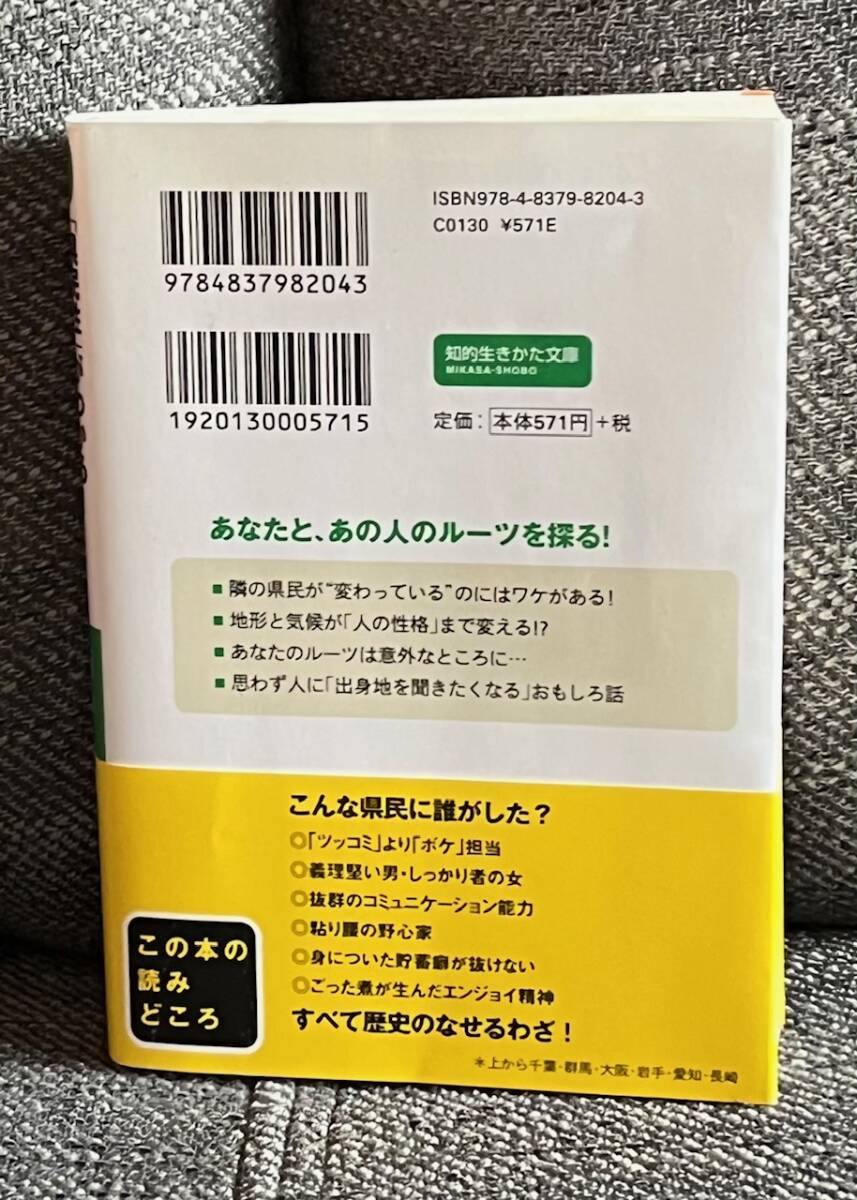 ISBN978-4-8379-8204-3
C0130 ¥571E
9784837982043
知的生きかた文庫
MIKASA-SHOBO
1920130005715
定価：本体571円+税
あなたと、あの人のルーツを探る！
■ 隣の県民が“変わっている”のにはワケがある！
■ 地形と気候が「人の性格」まで変える!?
■ あなたのルーツは意外なところに…
■ 思わず人に「出身地を聞きたくなる」おもしろ話
こんな県民に誰がした？
◎「ツッコミ」より「ボケ」担当
◎義理堅い男・しっかり者の女
◎抜群のコミュニケーション能力
◎粘り腰の野心家
◎身についた貯蓄癖が抜けない
◎ごった煮が生んだエンジョイ精神
すべて歴史のなせるわざ！
この本の
読み
どころ
＊上から千葉・群馬・大阪・岩手・愛知・長崎